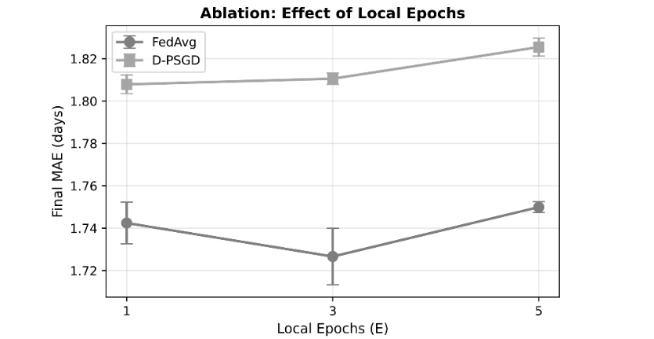 Ablation: Effect of Local Epochs
FedAvg
D-PSGD
Final MAE (days)
1.82
1.80
1.78
1.76
1.74
1.72
1
3
5
Local Epochs (E)